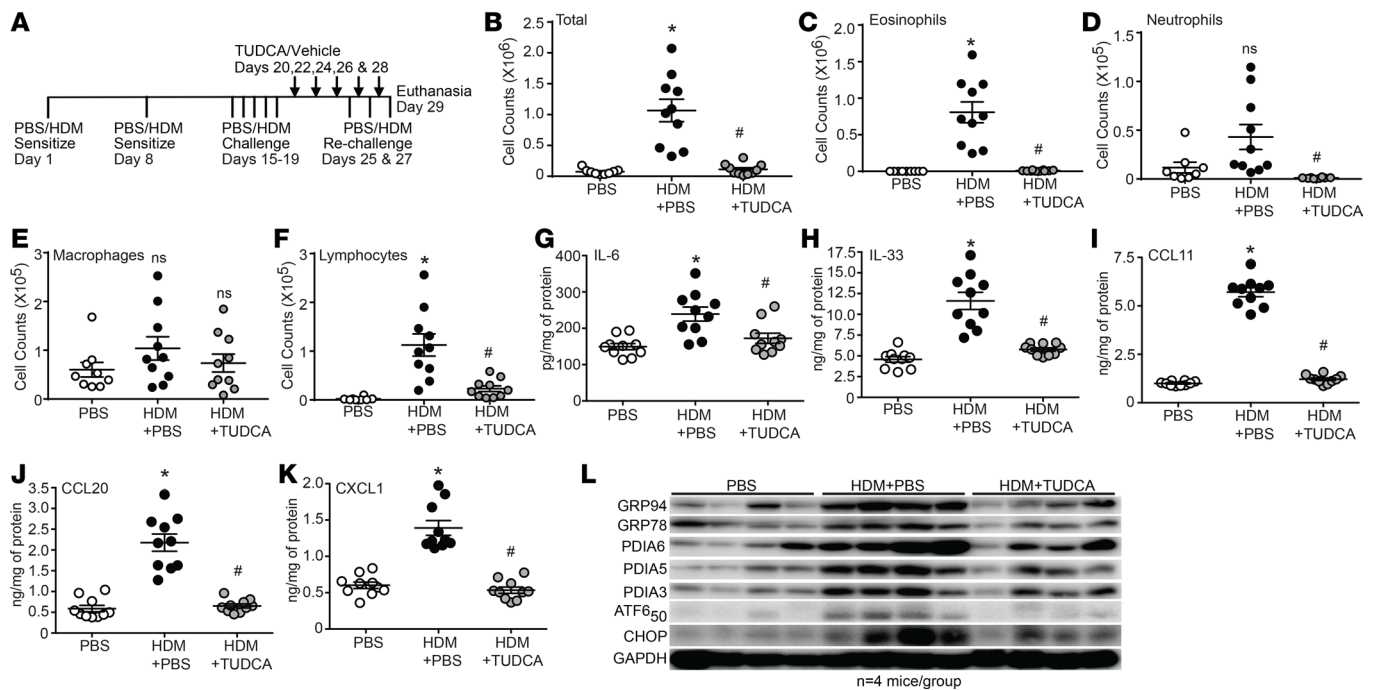 A
TUDCA/Vehicle
Days 20,22,24,26 & 28
Euthanasia
Day 29
PBS/HDM
Sensitize
Day 1
PBS/HDM
Sensitize
Day 8
PBS/HDM
Challenge
Days 15-19
PBS/HDM
Re-challenge
Days 25 & 27
B
Total
Cell Counts (X10⁶)
2.5
2.0
1.5
1.0
0.5
0
*
#
PBS
HDM
+PBS
HDM
+TUDCA
C
Eosinophils
Cell Counts (X10⁶)
2.0
1.5
1.0
0.5
0
*
#
PBS
HDM
+PBS
HDM
+TUDCA
D
Neutrophils
Cell Counts (X10⁵)
1.5
1.0
0.5
0
ns
#
PBS
HDM
+PBS
HDM
+TUDCA
E
Macrophages
Cell Counts (X10⁵)
3
2
1
0
ns
ns
PBS
HDM
+PBS
HDM
+TUDCA
F
Lymphocytes
Cell Counts (X10⁵)
3
2
1
0
*
#
PBS
HDM
+PBS
HDM
+TUDCA
G
IL-6
ng/mg of protein
400
300
200
100
0
*
#
PBS
HDM
+PBS
HDM
+TUDCA
H
IL-33
ng/mg of protein
17.5
15.0
12.5
10.0
7.5
5.0
2.5
0
*
#
PBS
HDM
+PBS
HDM
+TUDCA
I
CCL11
ng/mg of protein
7.5
5.0
2.5
0
*
#
PBS
HDM
+PBS
HDM
+TUDCA
J
CCL20
ng/mg of protein
3.5
3.0
2.5
2.0
1.5
1.0
0.5
0
*
#
PBS
HDM
+PBS
HDM
+TUDCA
K
CXCL1
ng/mg of protein
2.0
1.5
1.0
0.5
0
*
#
PBS
HDM
+PBS
HDM
+TUDCA
L
PBS
HDM+PBS
HDM+TUDCA
GRP94
GRP78
PDIA6
PDIA5
PDIA3
ATF6₅₀
CHOP
GAPDH
n=4 mice/group